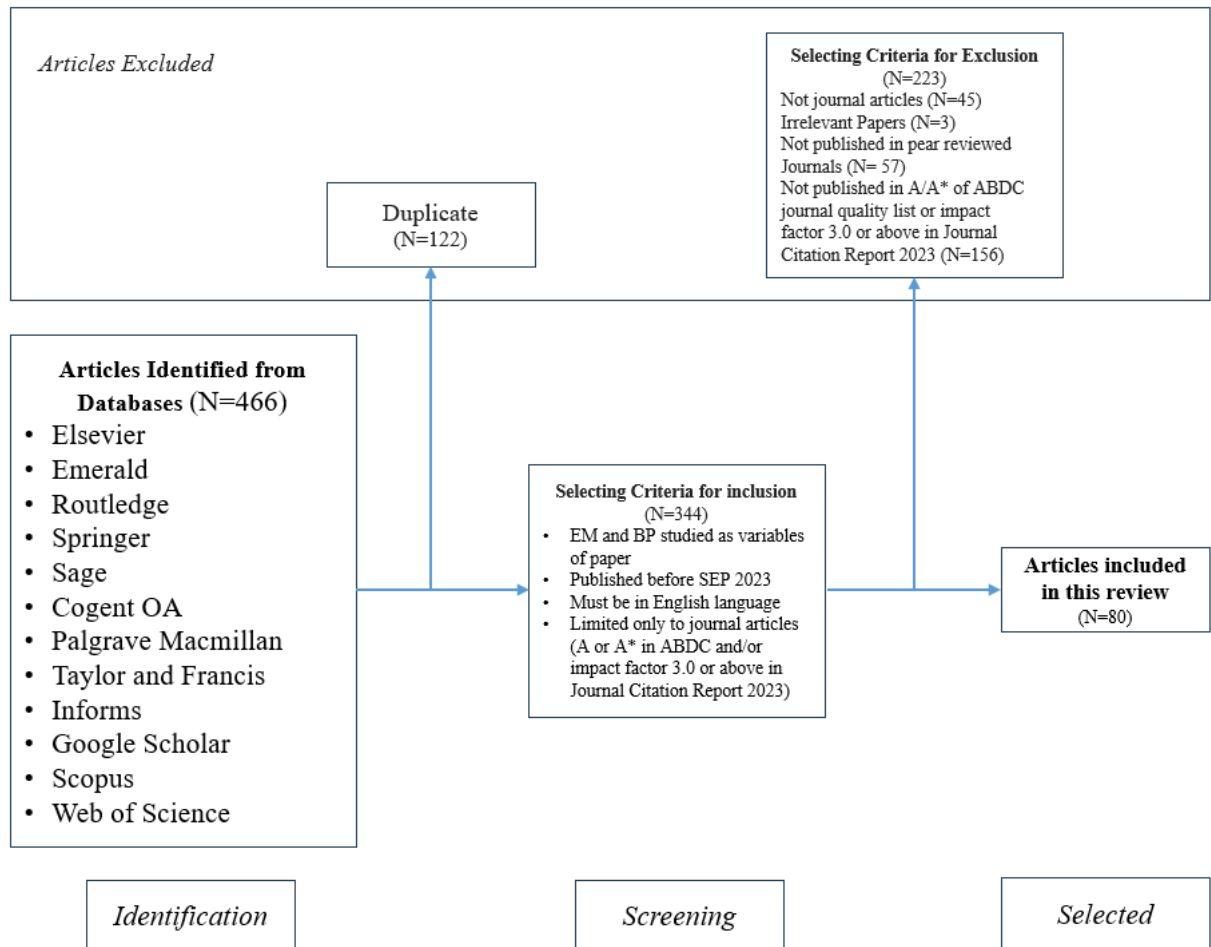 Articles Excluded
Selecting Criteria for Exclusion
(N=223)
Not journal articles (N=45)
Irrelevant Papers (N=3)
Not published in pear reviewed
Journals (N= 57)
Not published in A/A* of ABDC
journal quality list or impact
factor 3.0 or above in Journal
Citation Report 2023 (N=156)
Duplicate
(N=122)
Articles Identified from
Databases (N=466)
• Elsevier
• Emerald
• Routledge
• Springer
• Sage
• Cogent OA
• Palgrave Macmillan
• Taylor and Francis
• Informs
• Google Scholar
• Scopus
• Web of Science
Selecting Criteria for inclusion
(N=344)
• EM and BP studied as variables
of paper
• Published before SEP 2023
• Must be in English language
• Limited only to journal articles
(A or A* in ABDC and/or
impact factor 3.0 or above in
Journal Citation Report 2023)
Articles included
in this review
(N=80)
Identification
Screening
Selected